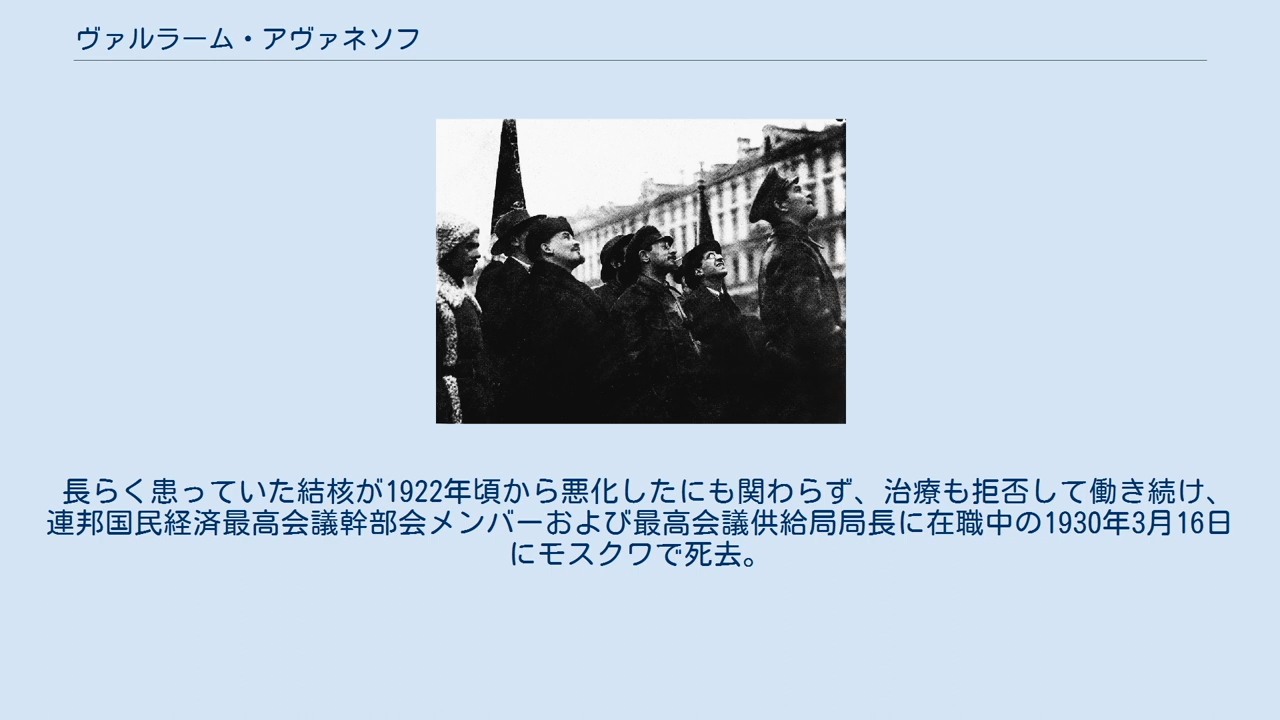 ヴァルラーム・アヴァネソフ
長らく患っていた結核が1922年頃から悪化したにも関わらず、治療も拒否して働き続け、
連邦国民経済最高会議幹部会メンバーおよび最高会議供給局局長に在職中の1930年3月16日
にモスクワで死去。